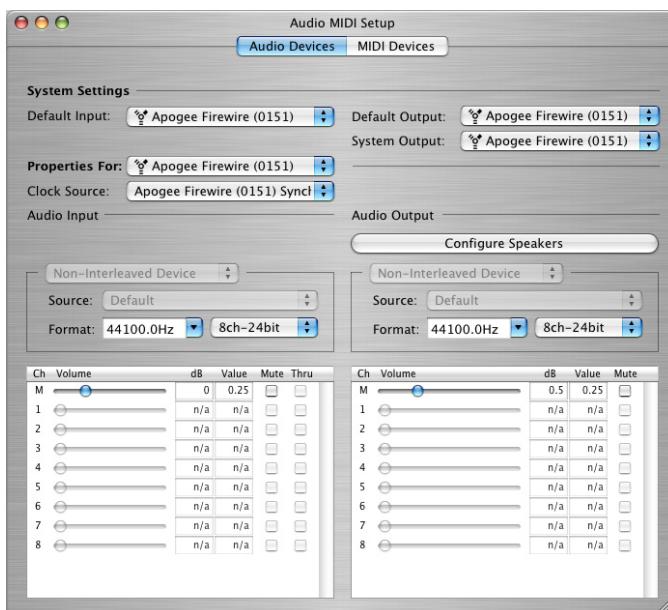 Audio MIDI Setup
Audio Devices MIDI Devices
System Settings
Default Input: Apogee Firewire (0151)
Default Output: Apogee Firewire (0151)
System Output: Apogee Firewire (0151)
Properties For: Apogee Firewire (0151)
Clock Source: Apogee Firewire (0151) Synch
Audio Input
Audio Output
Configure Speakers
Non-Interleaved Device
Source: Default
Format: 44100.0Hz 8ch-24bit
Non-Interleaved Device
Source: Default
Format: 44100.0Hz 8ch-24bit
Ch Volume dB Value Mute Thru
M 0 0.25
1 n/a n/a
2 n/a n/a
3 n/a n/a
4 n/a n/a
5 n/a n/a
6 n/a n/a
7 n/a n/a
8 n/a n/a
Ch Volume dB Value Mute
M 0.5 0.25
1 n/a n/a
2 n/a n/a
3 n/a n/a
4 n/a n/a
5 n/a n/a
6 n/a n/a
7 n/a n/a
8 n/a n/a